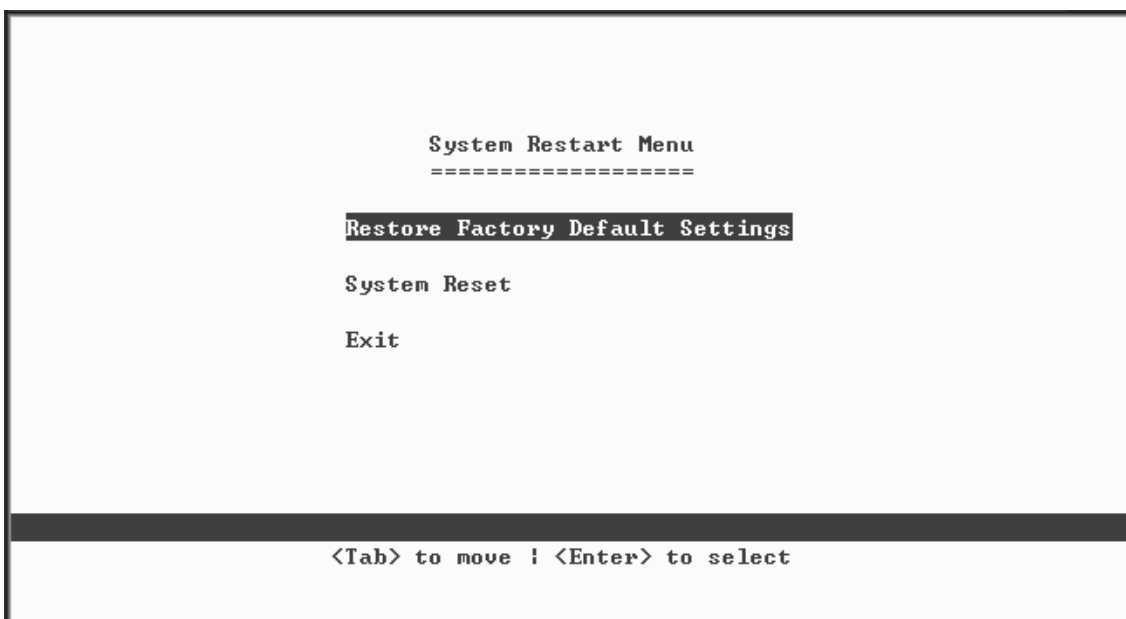 System Restart Menu
===================
Restore Factory Default Settings
System Reset
Exit
<Tab> to move ¦ <Enter> to select